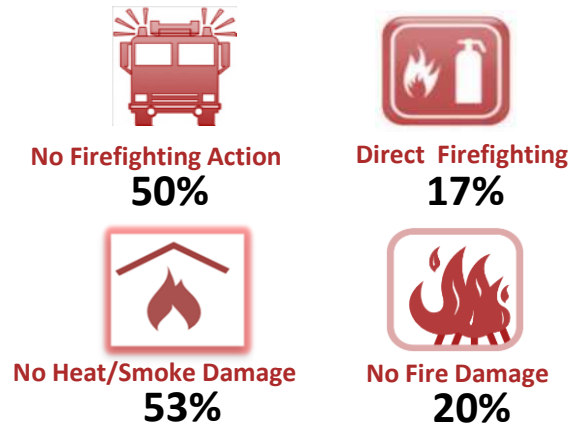 No Firefighting Action
50%
Direct Firefighting
17%
No Heat/Smoke Damage
53%
No Fire Damage
20%